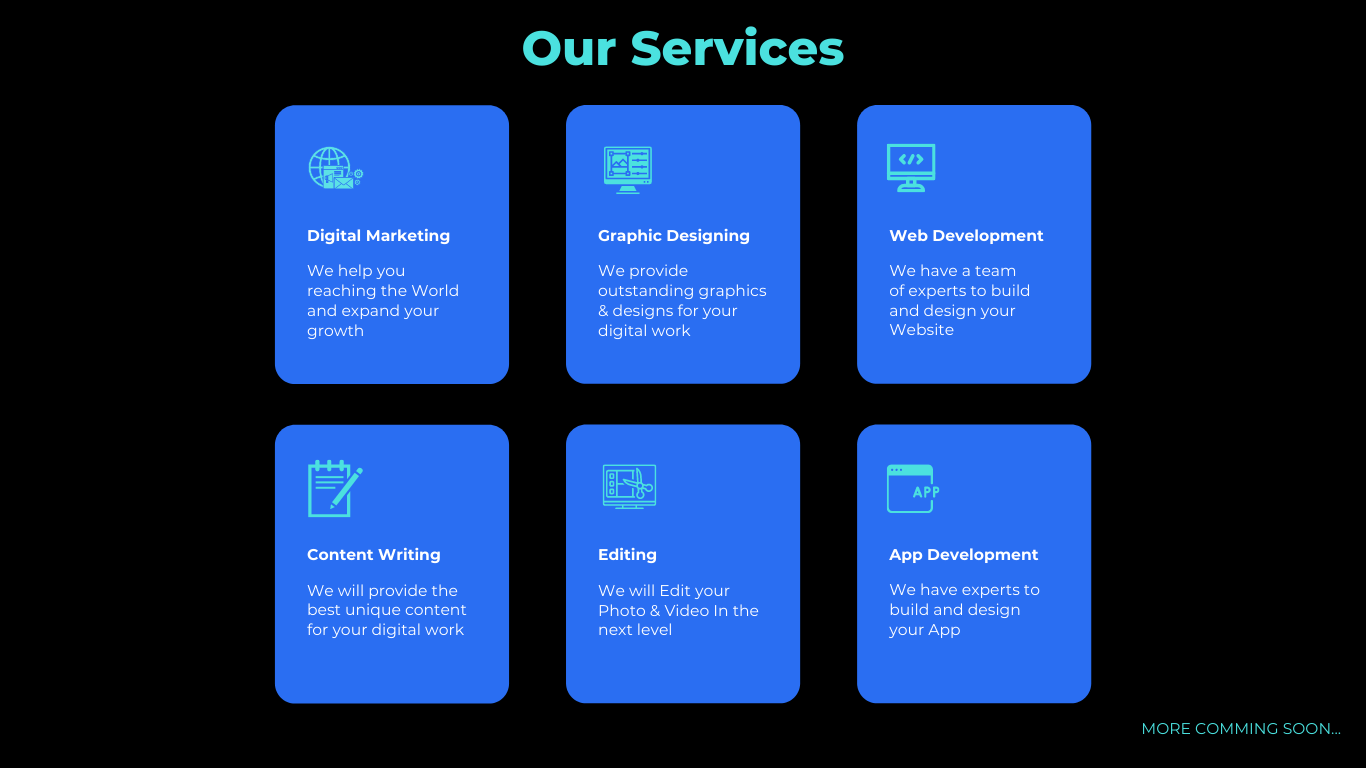 Our Services
Digital Marketing
We help you
reaching the World
and expand your
growth
Graphic Designing
We provide
outstanding graphics
& designs for your
digital work
</>
Web Development
We have a team
of experts to build
and design your
Website
Content Writing
We will provide the
best unique content
for your digital work
Editing
We will Edit your
Photo & Video In the
next level
APP
App Development
We have experts to
build and design
your App
MORE COMMING SOON...